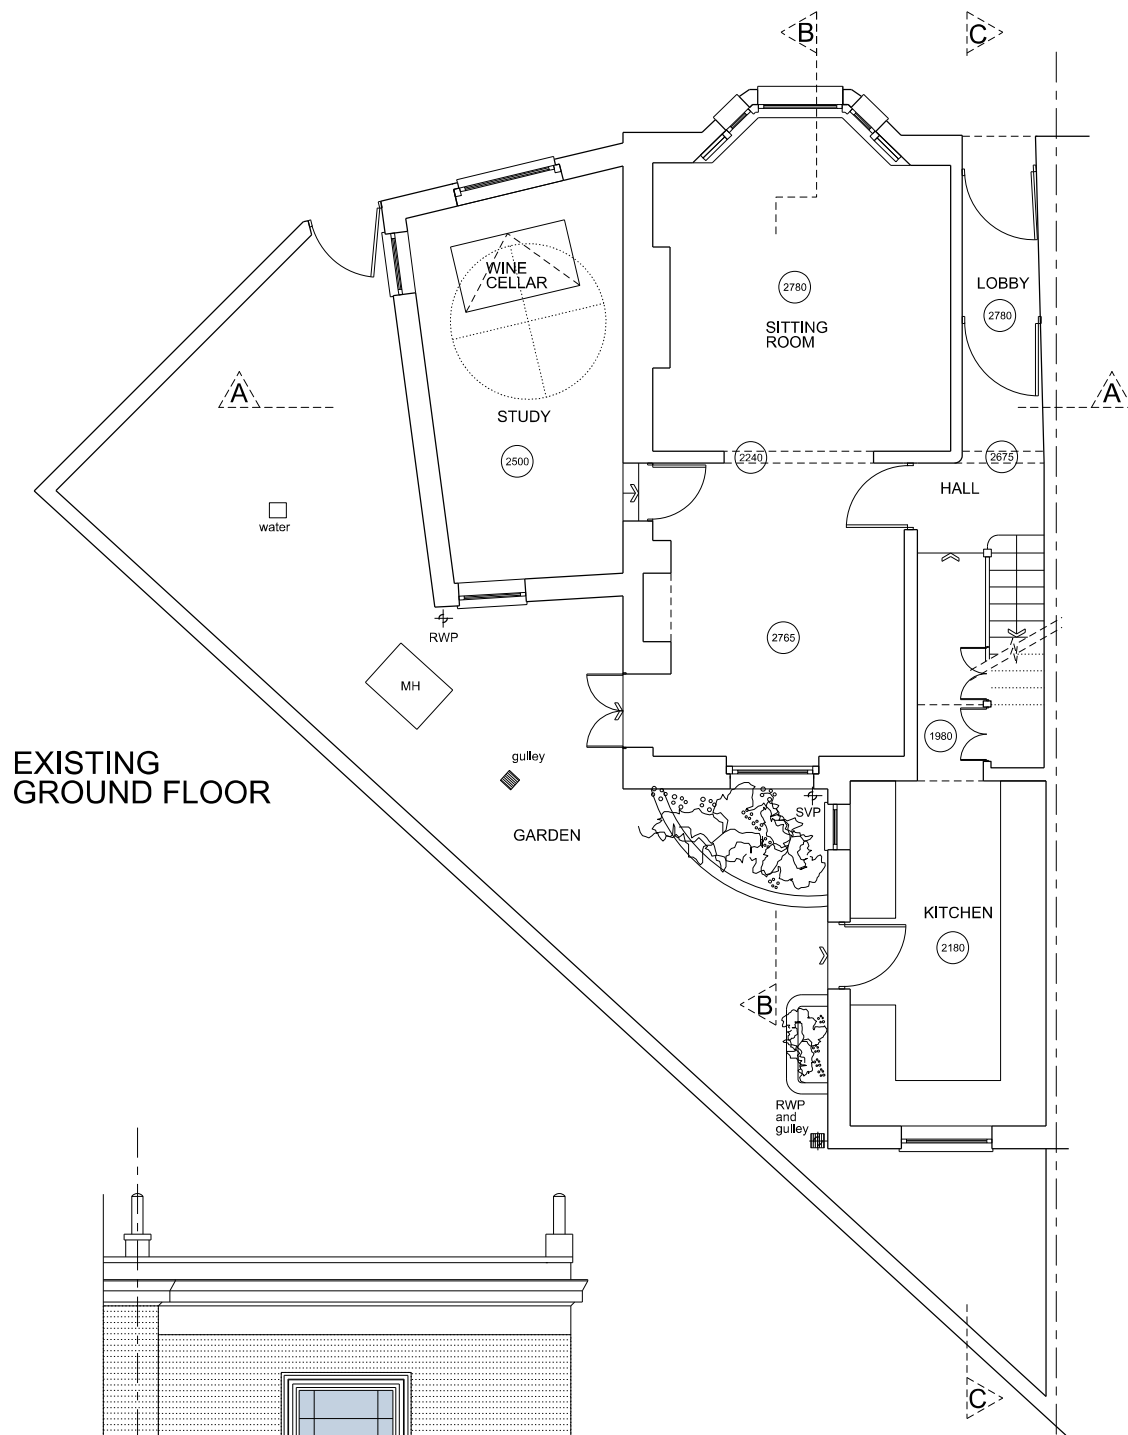 B
C
WINE
CELLAR
2780
SITTING
ROOM
LOBBY
2780
A
A
STUDY
2500
2240
2675
HALL
water
RWP
2765
MH
1980
EXISTING
GROUND FLOOR
gulley
SVP
GARDEN
KITCHEN
2180
B
RWP
and
gulley
C